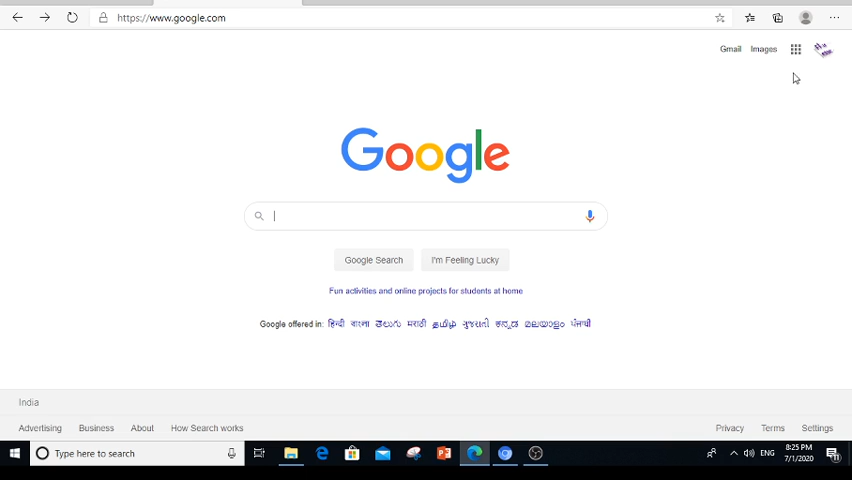 https://www.google.com
Gmail Images
Google
Google Search I'm Feeling Lucky
Fun activities and online projects for students at home
Google offered in: हिन्दी বাংলা తెలుగు मराठी தமிழ் ગુજરાતી ಕನ್ನಡ മലയാളം ਪੰਜਾਬੀ
India
Advertising Business About How Search works Privacy Terms Settings
Type here to search ENG 8:25 PM
7/1/2020